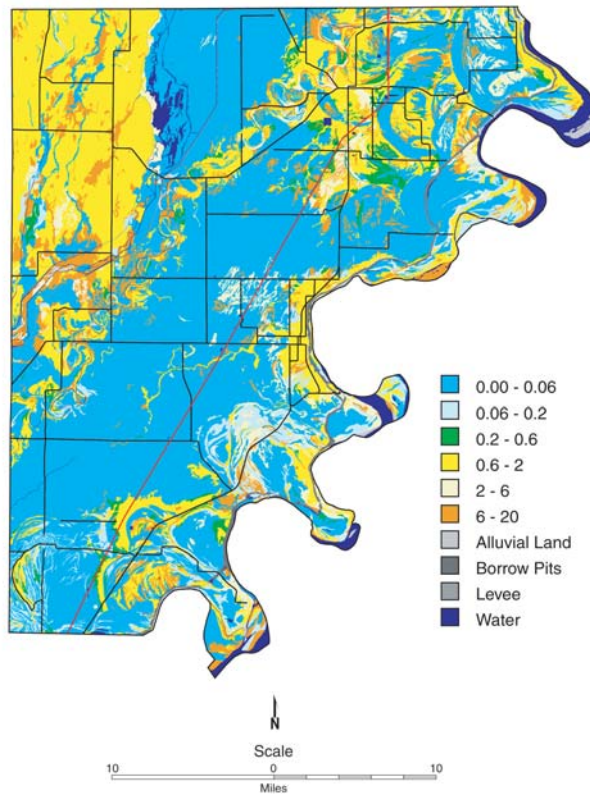 0.00 - 0.06
0.06 - 0.2
0.2 - 0.6
0.6 - 2
2 - 6
6 - 20
Alluvial Land
Borrow Pits
Levee
Water
N
Scale
10 0 10
Miles